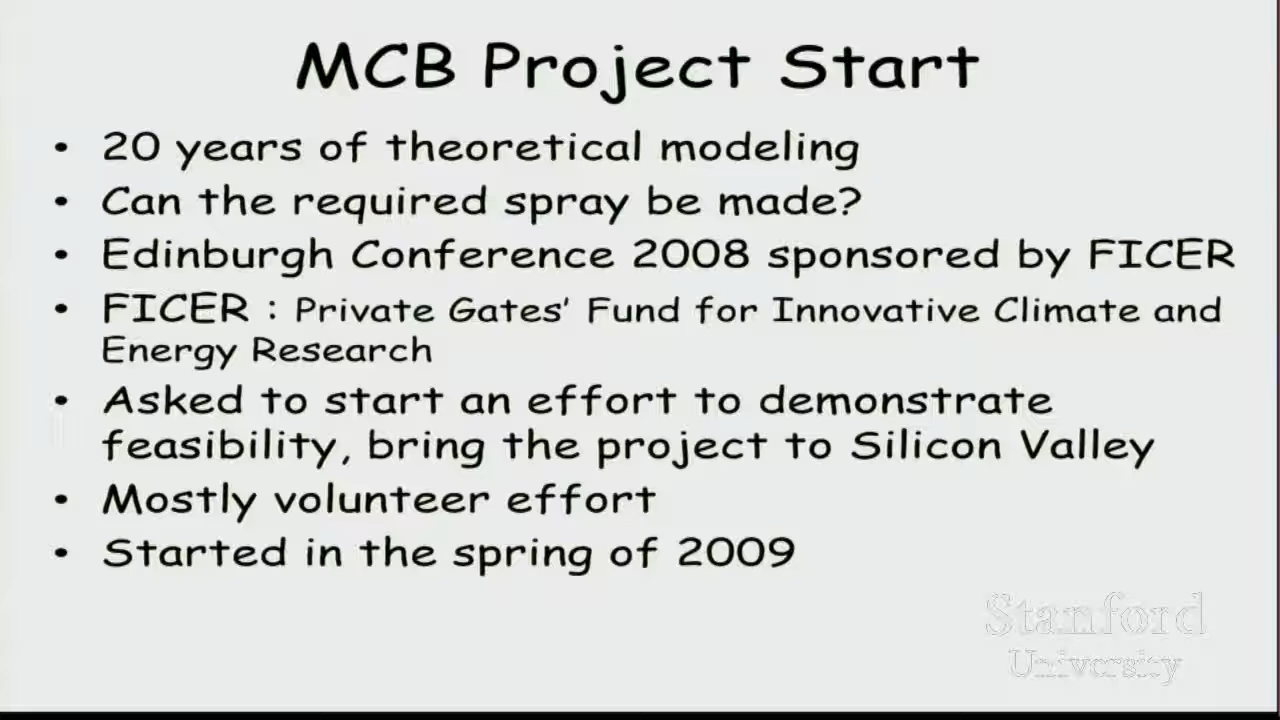 MCB Project Start
• 20 years of theoretical modeling
• Can the required spray be made?
• Edinburgh Conference 2008 sponsored by FICER
• FICER : Private Gates' Fund for Innovative Climate and
Energy Research
• Asked to start an effort to demonstrate
feasibility, bring the project to Silicon Valley
• Mostly volunteer effort
• Started in the spring of 2009
Stanford
University